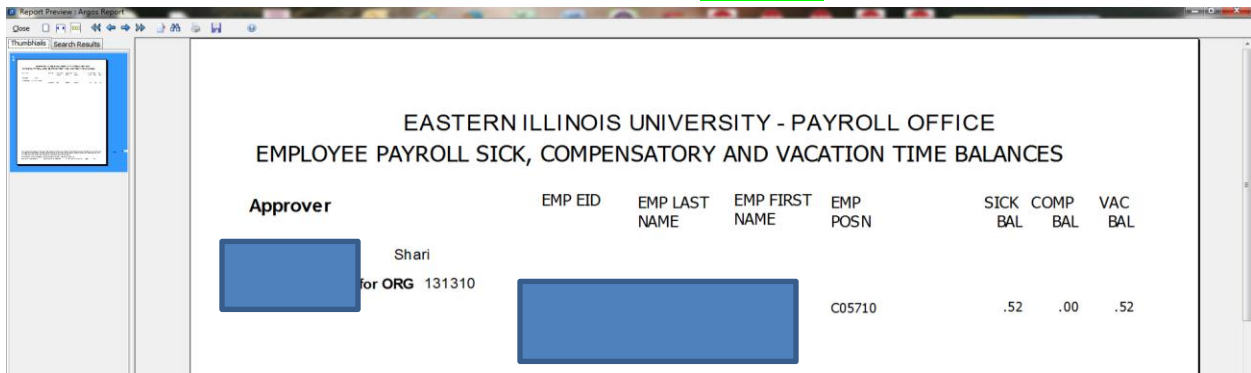 Report Preview : Argos Report
Close
Thumbnails Search Results
1
EASTERN ILLINOIS UNIVERSITY - PAYROLL OFFICE
EMPLOYEE PAYROLL SICK, COMPENSATORY AND VACATION TIME BALANCES
Approver EMP EID EMP LAST NAME EMP FIRST NAME EMP POSN SICK BAL COMP BAL VAC BAL
Shari
for ORG 131310
C05710 .52 .00 .52